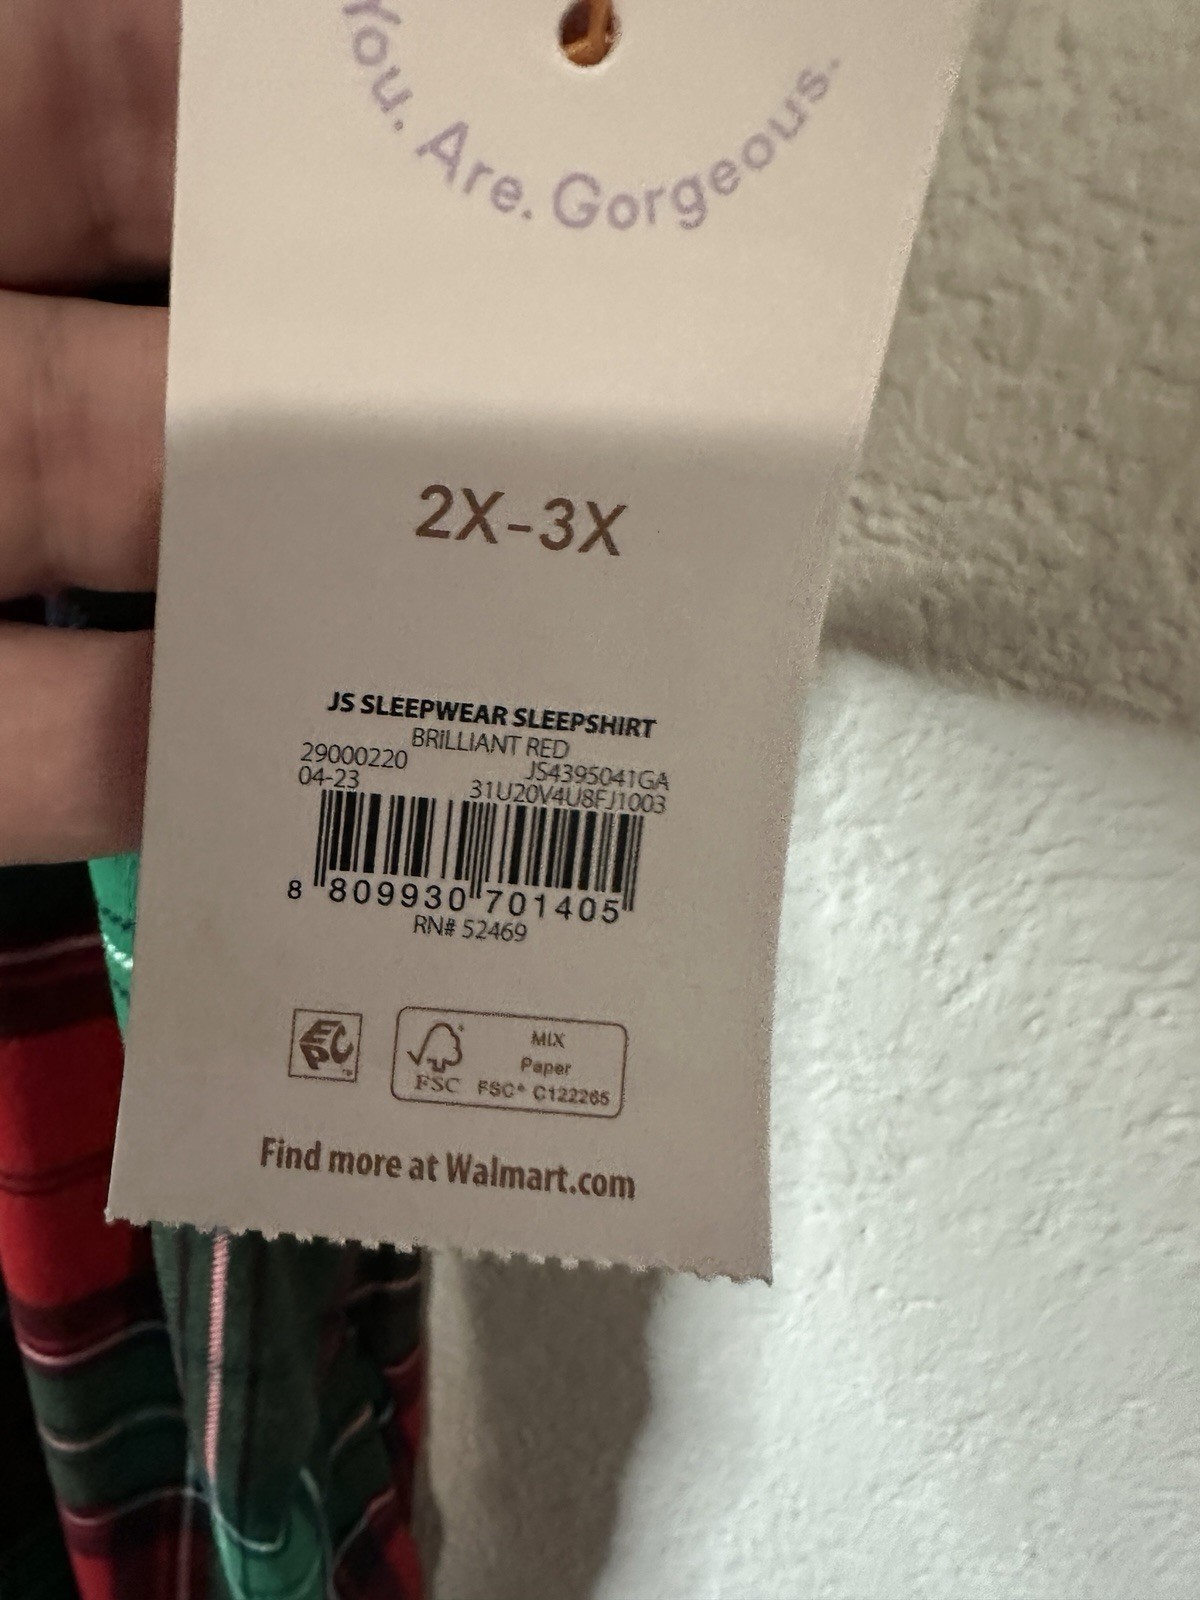 You. Are. Gorgeous.
2X-3X
JS SLEEPWEAR SLEEPSHIRT
BRILLIANT RED
29000220 JS4395041GA
04-23 31U20V4U8FJ1003
8 809930 701405
RN# 52469
EPC
MIX
Paper
FSC FSC® C122265
Find more at Walmart.com